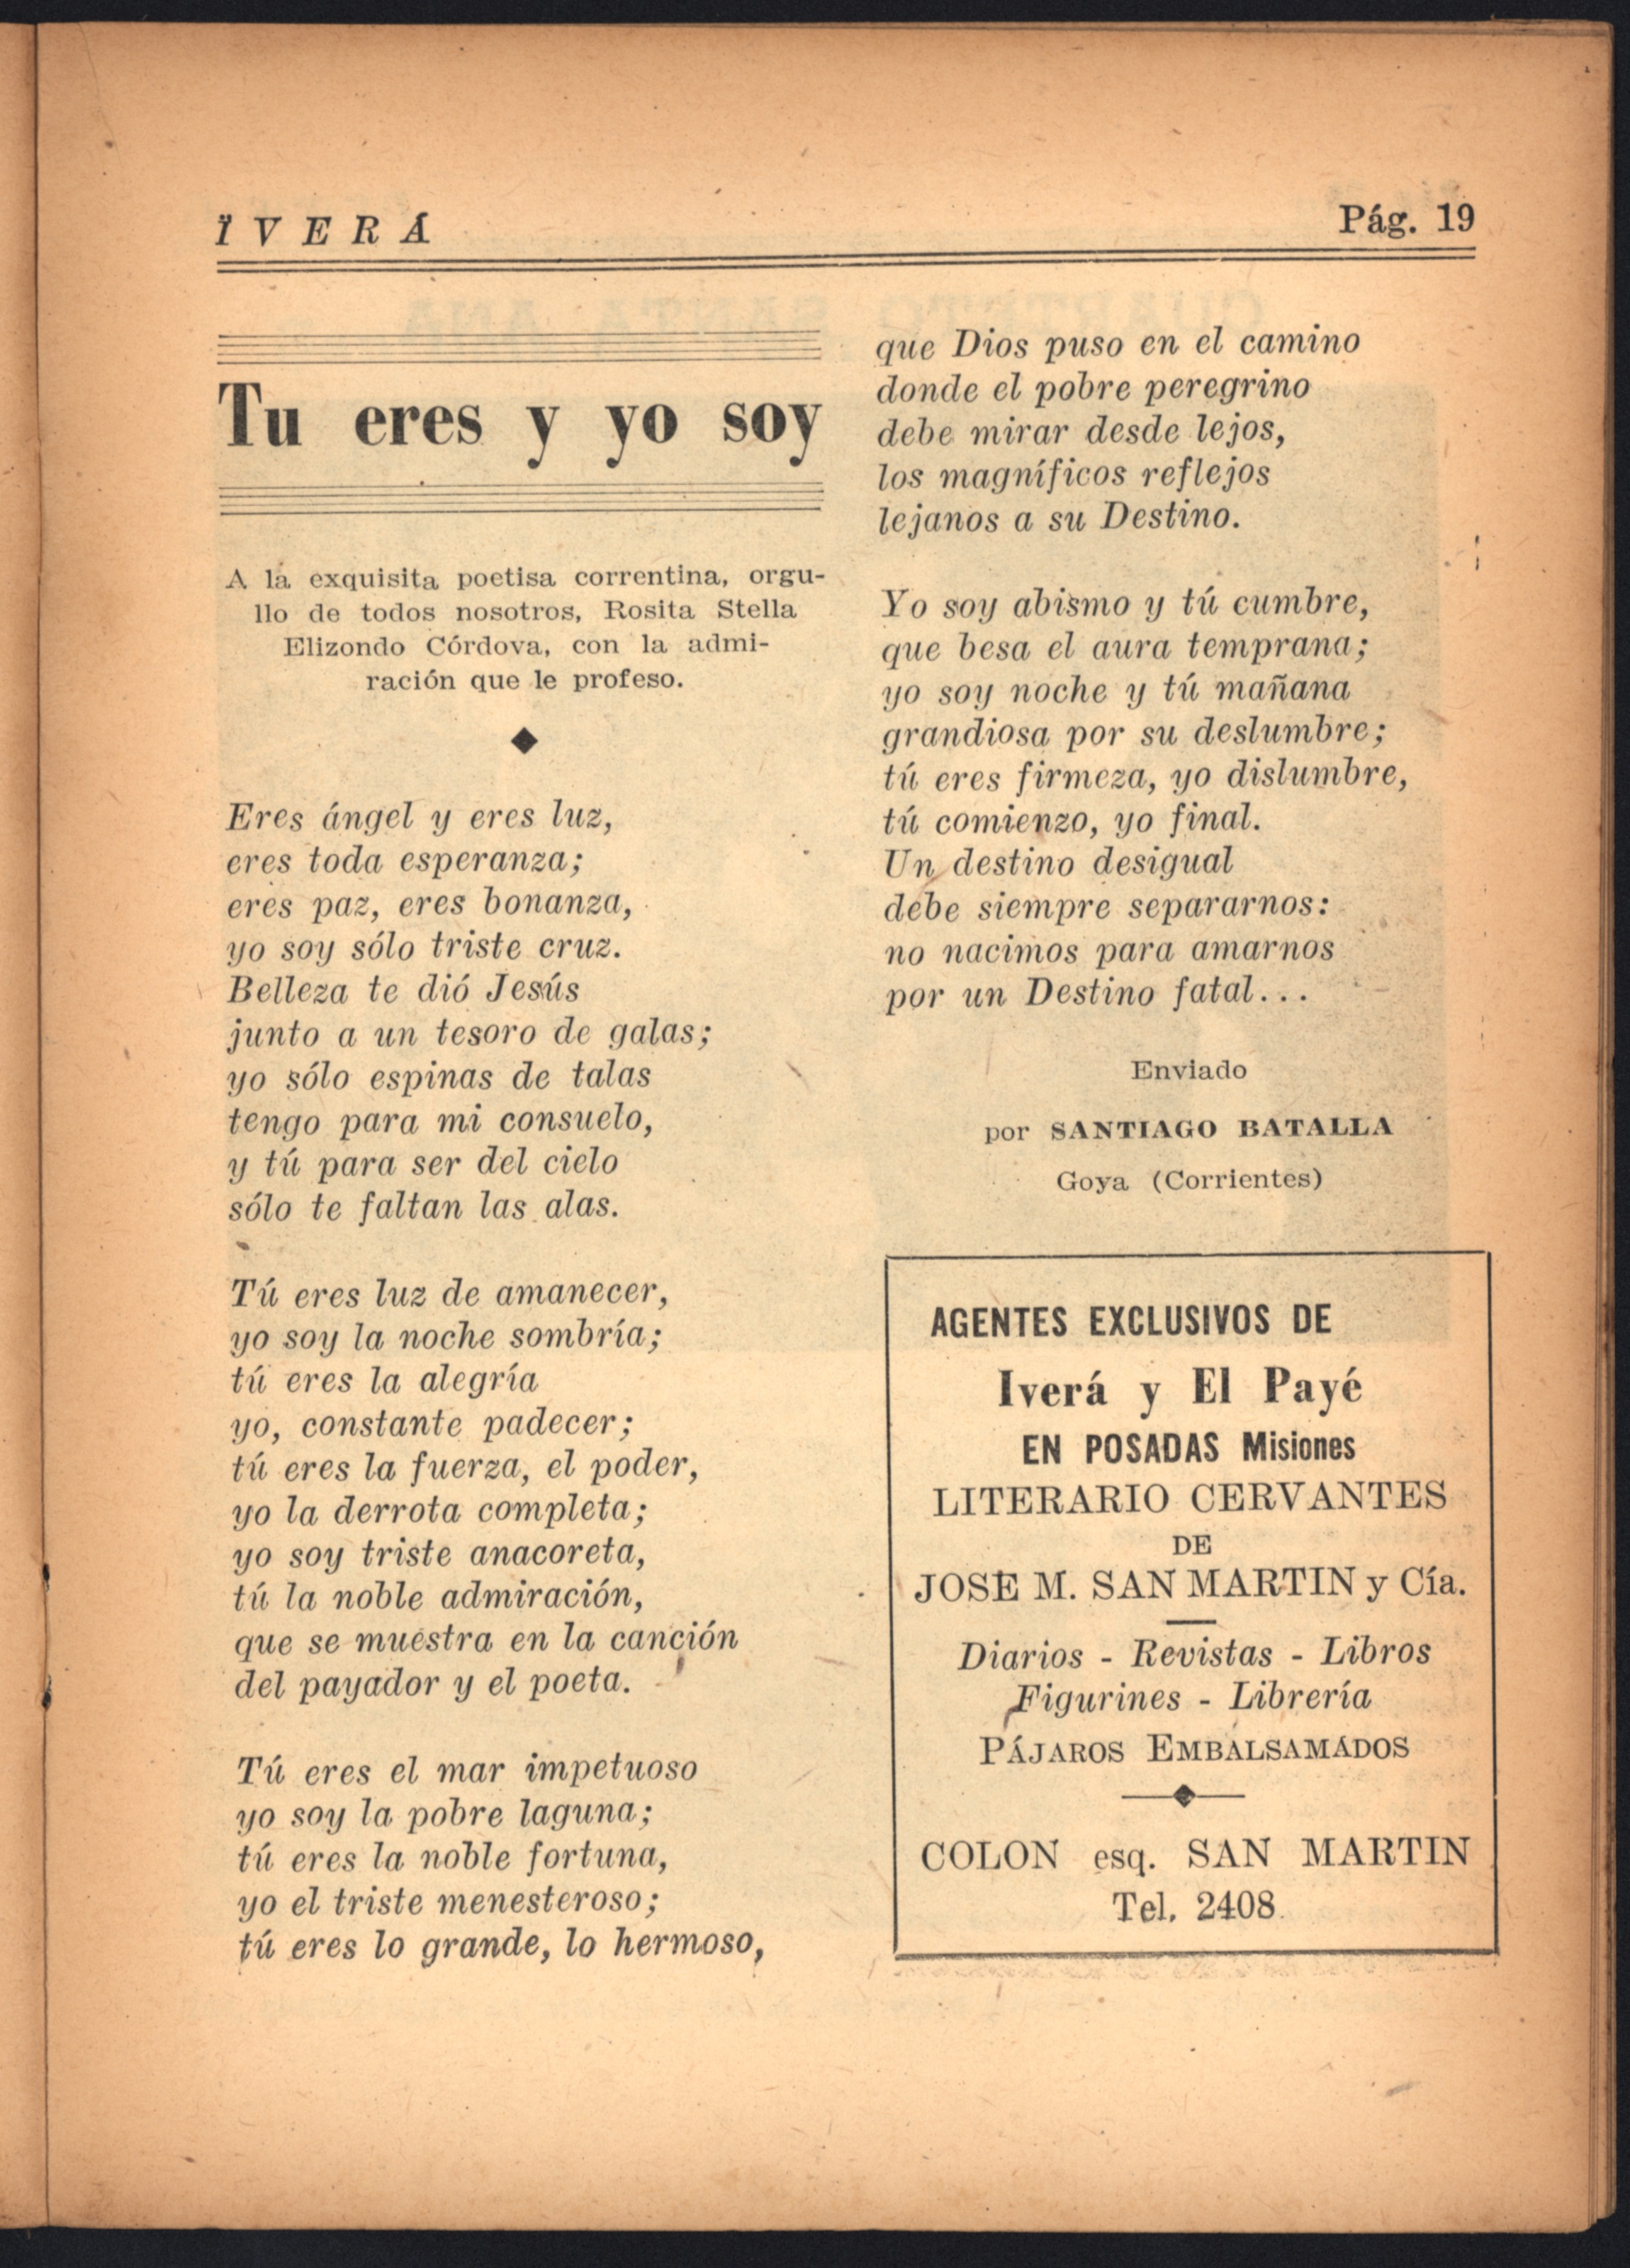 ÏVERÁ
Pág. 19
Tu eres y yo soy
A la exquisita poetisa correntina, orgu-
llo de todos nosotros, Rosita Stella
Elizondo Córdova, con la admi-
ración que le profeso.
Eres ángel y eres luz,
eres toda esperanza;
eres paz, eres bonanza,
yo soy sólo triste cruz.
Belleza te dió Jesús
junto a un tesoro de galas;
yo sólo espinas de talas
tengo para mi consuelo,
y tú para ser del cielo
sólo te faltan las alas.
Tú eres luz de amanecer,
yo soy la noche sombría;
tú eres la alegría
yo, constante padecer;
tú eres la fuerza, el poder,
yo la derrota completa;
yo soy triste anacoreta,
tú la noble admiración,
que se muestra en la canción
del payador y el poeta.
Tú eres el mar impetuoso
yo soy la pobre laguna;
tú eres la noble fortuna,
yo el triste menesteroso;
tú eres lo grande, lo hermoso,
que Dios puso en el camino
donde el pobre peregrino
debe mirar desde lejos,
los magníficos reflejos
lejanos a su Destino.
Yo soy abismo y tú cumbre,
que besa el aura temprana;
yo soy noche y tú mañana
grandiosa por su deslumbre;
tú eres firmeza, yo dislumbre,
tú comienzo, yo final.
Un destino desigual
debe siempre separarnos:
no nacimos para amarnos
por un Destino fatal...
Enviado
por SANTIAGO BATALLA
Goya (Corrientes)
AGENTES EXCLUSIVOS DE
Iverá y El Payé
EN POSADAS Misiones
LITERARIO CERVANTES
DE
JOSE M. SAN MARTIN y Cía.
Diarios - Revistas - Libros
Figurines - Librería
PÁJAROS EMBALSAMADOS
COLON esq. SAN MARTIN
Tel. 2408